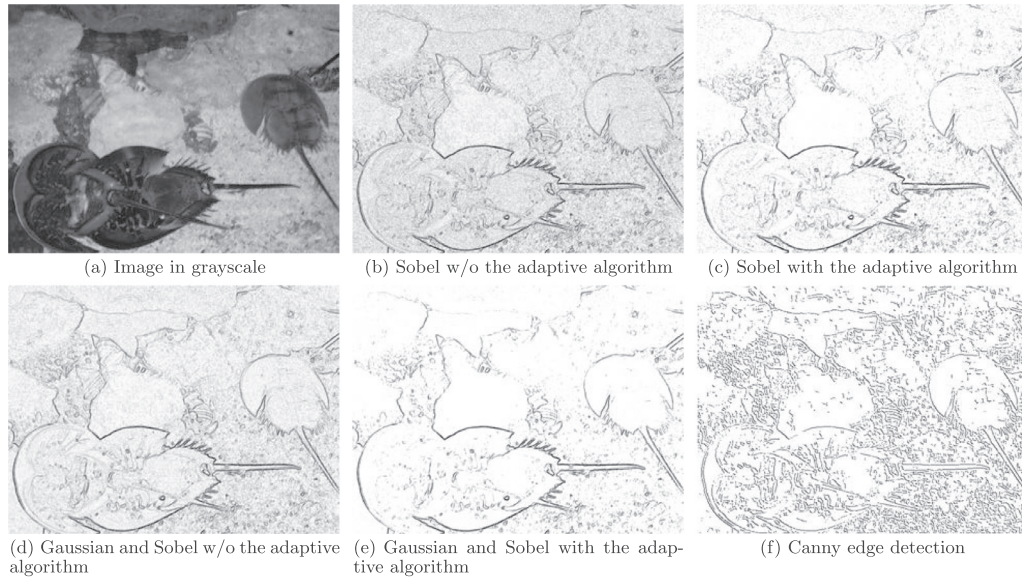 (a) Image in grayscale
(b) Sobel w/o the adaptive algorithm
(c) Sobel with the adaptive algorithm
(d) Gaussian and Sobel w/o the adaptive
algorithm
(e) Gaussian and Sobel with the adap-
tive algorithm
(f) Canny edge detection